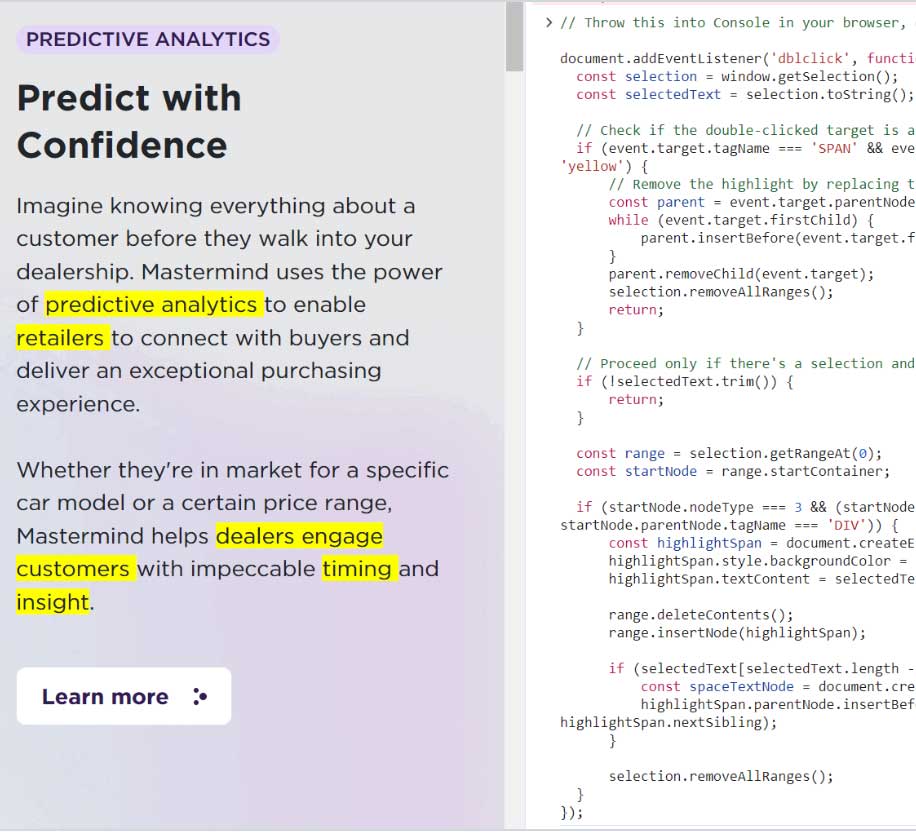 PREDICTIVE ANALYTICS
Predict with
Confidence
Imagine knowing everything about a
customer before they walk into your
dealership. Mastermind uses the power
of predictive analytics to enable
retailers to connect with buyers and
deliver an exceptional purchasing
experience.
Whether they're in market for a specific
car model or a certain price range,
Mastermind helps dealers engage
customers with impeccable timing and
insight.
Learn more
> // Throw this into Console in your browser,
document.addEventListener('dblclick', functi
const selection = window.getSelection();
const selectedText = selection.toString();
// Check if the double-clicked target is a
if (event.target.tagName === 'SPAN' && eve
'yellow') {
// Remove the highlight by replacing t
const parent = event.target.parentNode
while (event.target.firstChild) {
parent.insertBefore(event.target.f
}
parent.removeChild(event.target);
selection.removeAllRanges();
return;
}
// Proceed only if there's a selection and
if (!selectedText.trim()) {
return;
}
const range = selection.getRangeAt(0);
const startNode = range.startContainer;
if (startNode.nodeType === 3 && (startNode
startNode.parentNode.tagName === 'DIV')) {
const highlightSpan = document.createE
highlightSpan.style.backgroundColor =
highlightSpan.textContent = selectedTe
range.deleteContents();
range.insertNode(highlightSpan);
if (selectedText[selectedText.length -
const spaceTextNode = document.cre
highlightSpan.parentNode.insertBef
highlightSpan.nextSibling);
}
selection.removeAllRanges();
}
});